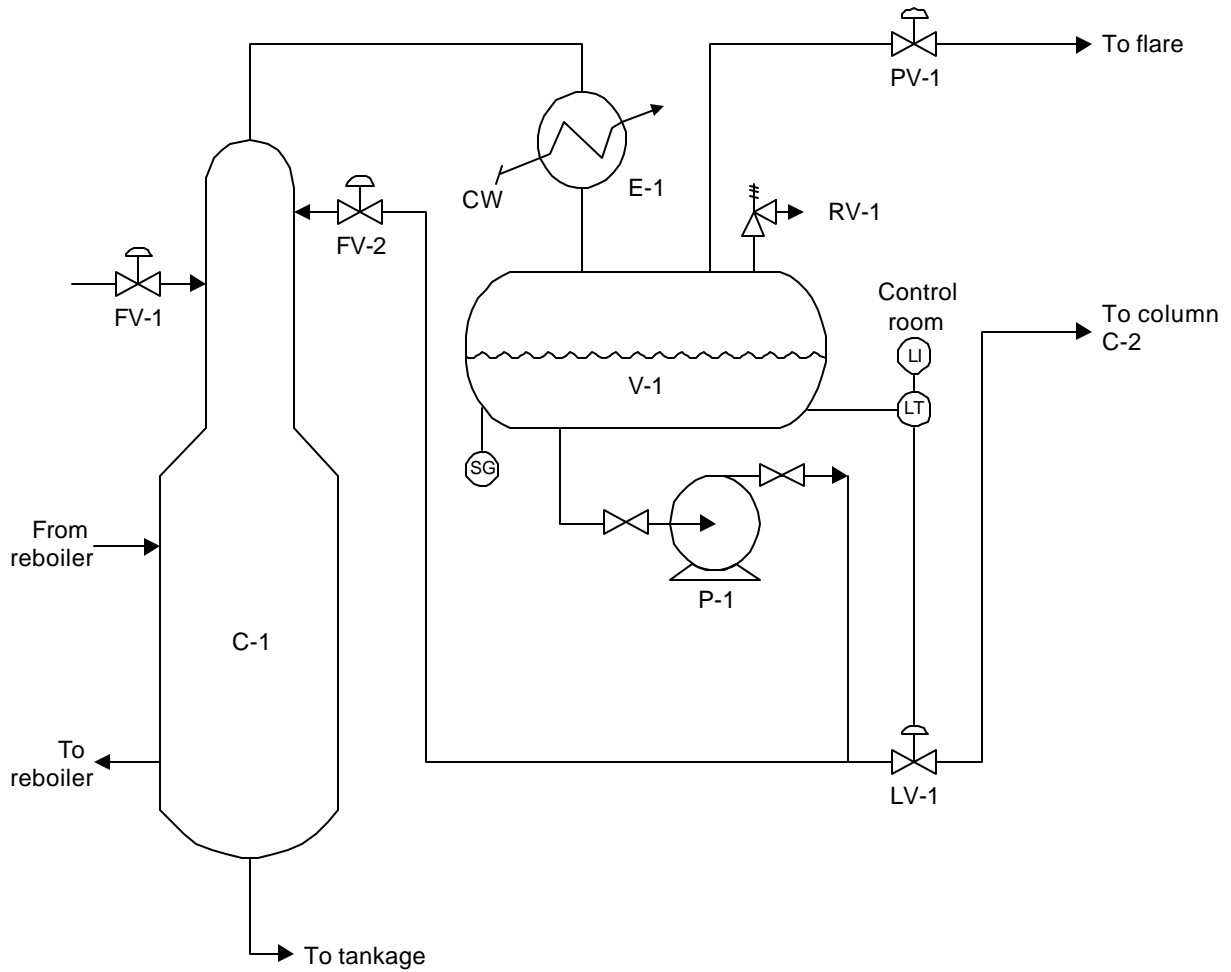 To flare
PV-1
E-1
CW
FV-2
RV-1
FV-1
Control
room
LI
To column
C-2
V-1
LT
SG
From
reboiler
P-1
C-1
To
reboiler
LV-1
To tankage